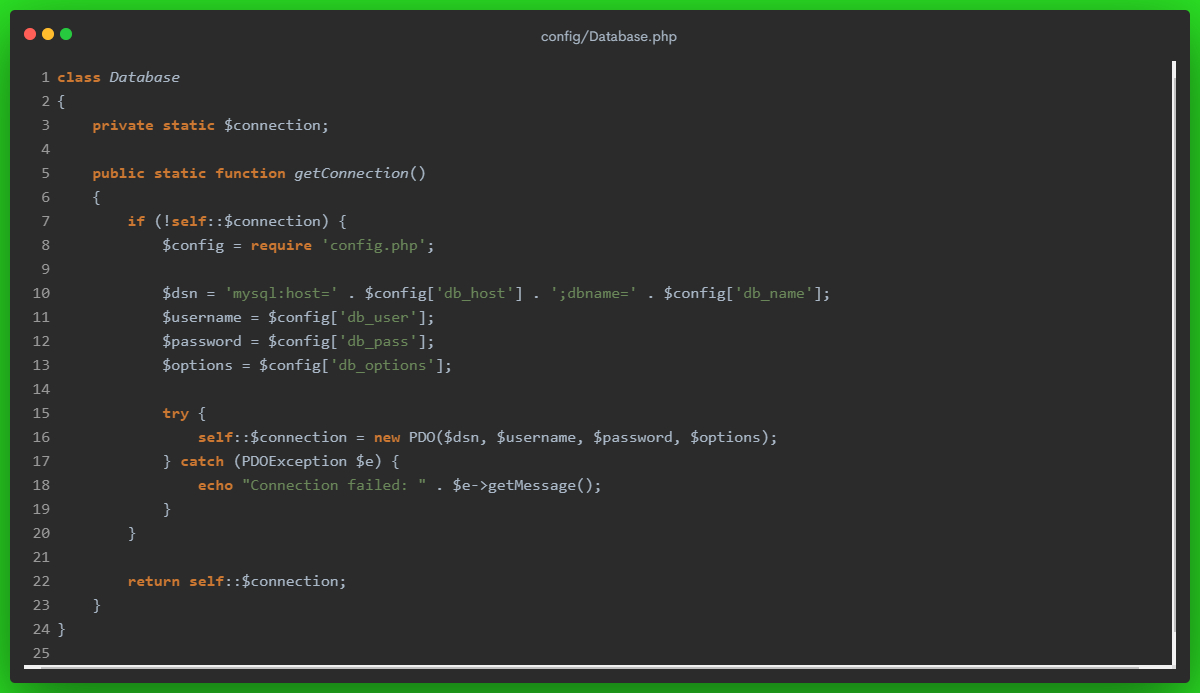 config/Database.php
1 class Database
2 {
3     private static $connection;
4
5     public static function getConnection()
6     {
7         if (!self::$connection) {
8             $config = require 'config.php';
9
10             $dsn = 'mysql:host=' . $config['db_host'] . ';dbname=' . $config['db_name'];
11             $username = $config['db_user'];
12             $password = $config['db_pass'];
13             $options = $config['db_options'];
14
15             try {
16                 self::$connection = new PDO($dsn, $username, $password, $options);
17             } catch (PDOException $e) {
18                 echo "Connection failed: " . $e->getMessage();
19             }
20         }
21
22         return self::$connection;
23     }
24 }
25